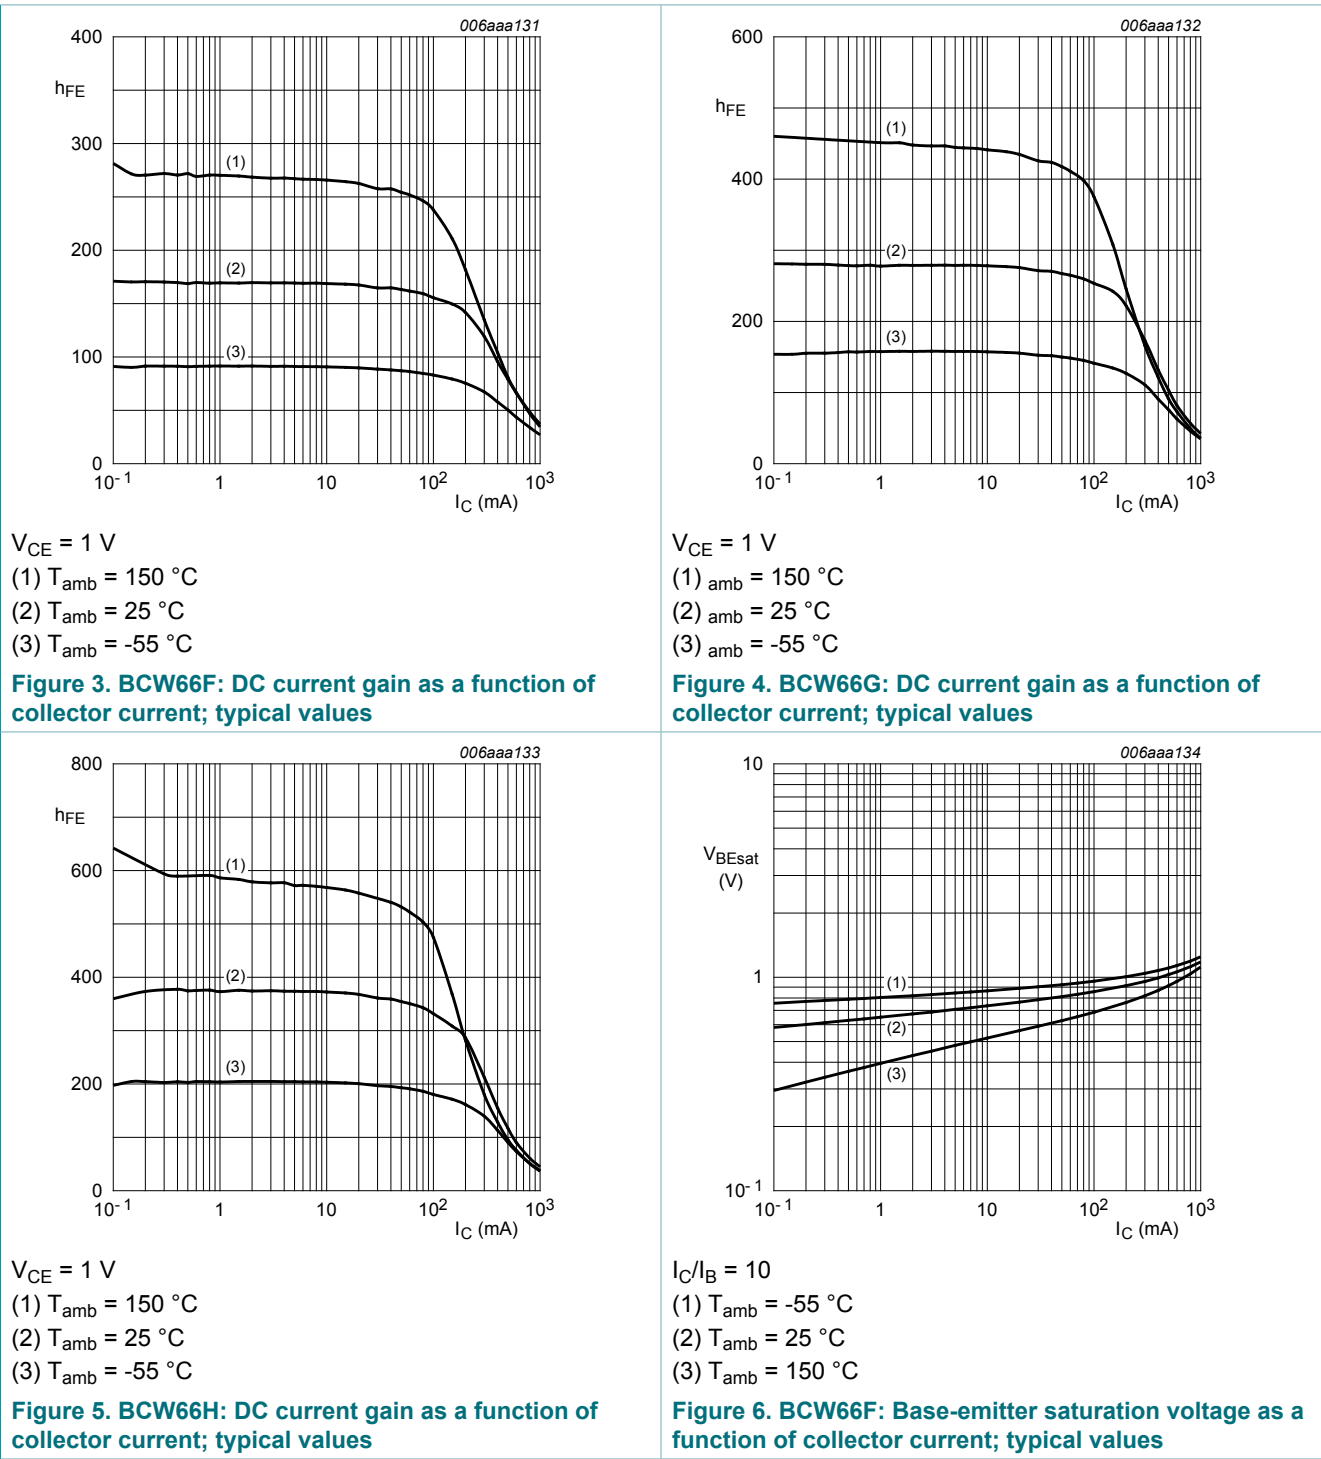 006aaa131
400
hFE
300
(1)
200
(2)
100
(3)
0
10-1
1
10
102
103
IC (mA)
VCE = 1 V
(1) Tamb = 150 °C
(2) Tamb = 25 °C
(3) Tamb = -55 °C
Figure 3. BCW66F: DC current gain as a function of
collector current; typical values
006aaa132
600
hFE
(1)
400
(2)
200
(3)
0
10-1
1
10
102
103
IC (mA)
VCE = 1 V
(1) amb = 150 °C
(2) amb = 25 °C
(3) amb = -55 °C
Figure 4. BCW66G: DC current gain as a function of
collector current; typical values
006aaa133
800
hFE
600
(1)
400
(2)
200
(3)
0
10-1
1
10
102
103
IC (mA)
VCE = 1 V
(1) Tamb = 150 °C
(2) Tamb = 25 °C
(3) Tamb = -55 °C
Figure 5. BCW66H: DC current gain as a function of
collector current; typical values
006aaa134
10
VBEsat
(V)
1
(1)
(2)
(3)
10-1
10-1
1
10
102
103
IC (mA)
IC/IB = 10
(1) Tamb = -55 °C
(2) Tamb = 25 °C
(3) Tamb = 150 °C
Figure 6. BCW66F: Base-emitter saturation voltage as a
function of collector current; typical values